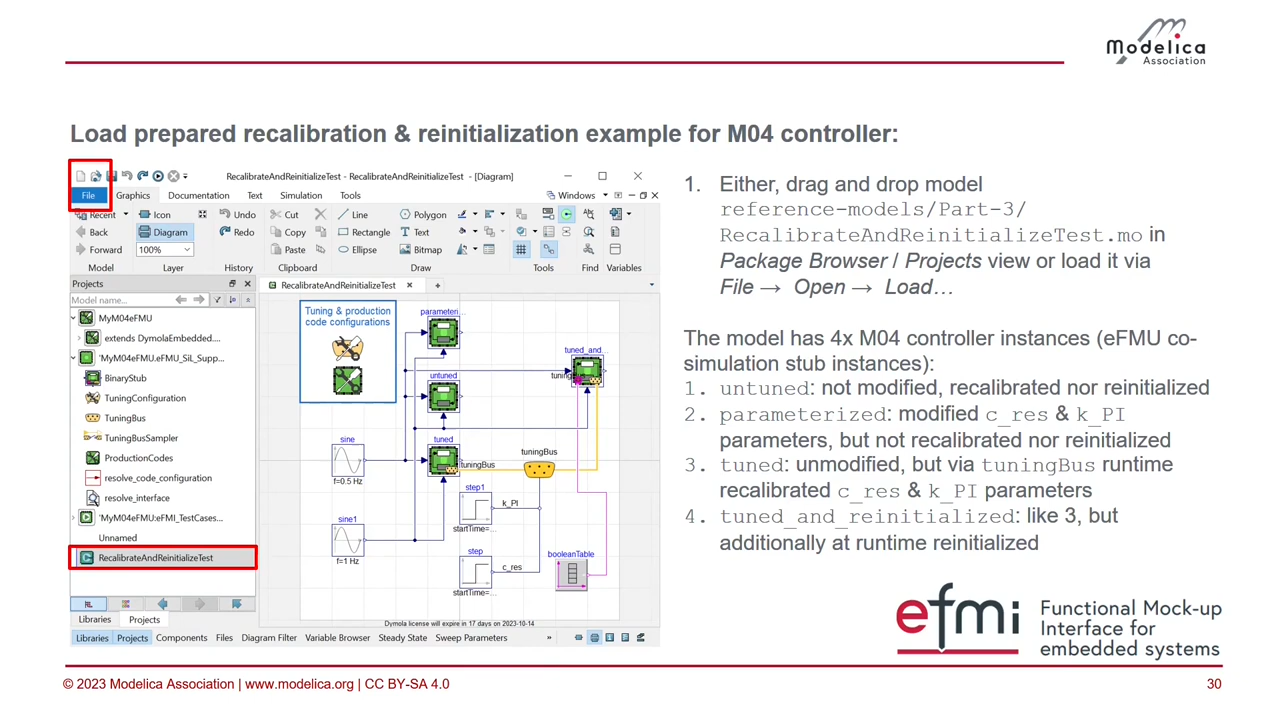 Modelica
Association
Load prepared recalibration & reinitialization example for M04 controller:
RecalibrateAndReinitializeTest - RecalibrateAndReinitializeTest - [Diagram]
File Graphics Documentation Text Simulation Tools Windows
Recent Icon Undo Cut Line Polygon
Back Diagram Redo Copy Rectangle Text
Forward 100% Paste Ellipse Bitmap
Model Layer History Clipboard Draw Tools Find Variables
Projects
RecalibrateAndReinitializeTest
Model name...
MyM04eFMU
extends DymolaEmbedded....
'MyM04eFMU.eFMU_SiL_Supp...
BinaryStub
TuningConfiguration
TuningBus
TuningBusSampler
ProductionCodes
resolve_code_configuration
resolve_interface
'MyM04eFMU:eFMI_TestCases...
Unnamed
RecalibrateAndReinitializeTest
Libraries Projects
Tuning & production
code configurations
parameteri...
tuned_and...
tuning
untuned
sine
f=0.5 Hz
tuned
tuningBus
tuningBus
step1
k_PI
startTime=...
sine1
f=1 Hz
step
c_res
startTime=...
booleanTable
Dymola license will expire in 17 days on 2023-10-14
Libraries Projects Components Files Diagram Filter Variable Browser Steady State Sweep Parameters »
1. Either, drag and drop model
reference-models/Part-3/
RecalibrateAndReinitializeTest.mo in
Package Browser / Projects view or load it via
File → Open → Load…
The model has 4x M04 controller instances (eFMU co-
simulation stub instances):
1. untuned: not modified, recalibrated nor reinitialized
2. parameterized: modified c_res & k_PI
parameters, but not recalibrated nor reinitialized
3. tuned: unmodified, but via tuningBus runtime
recalibrated c_res & k_PI parameters
4. tuned_and_reinitialized: like 3, but
additionally at runtime reinitialized
efmi
Functional Mock-up
Interface for
embedded systems
© 2023 Modelica Association | www.modelica.org | CC BY-SA 4.0
30